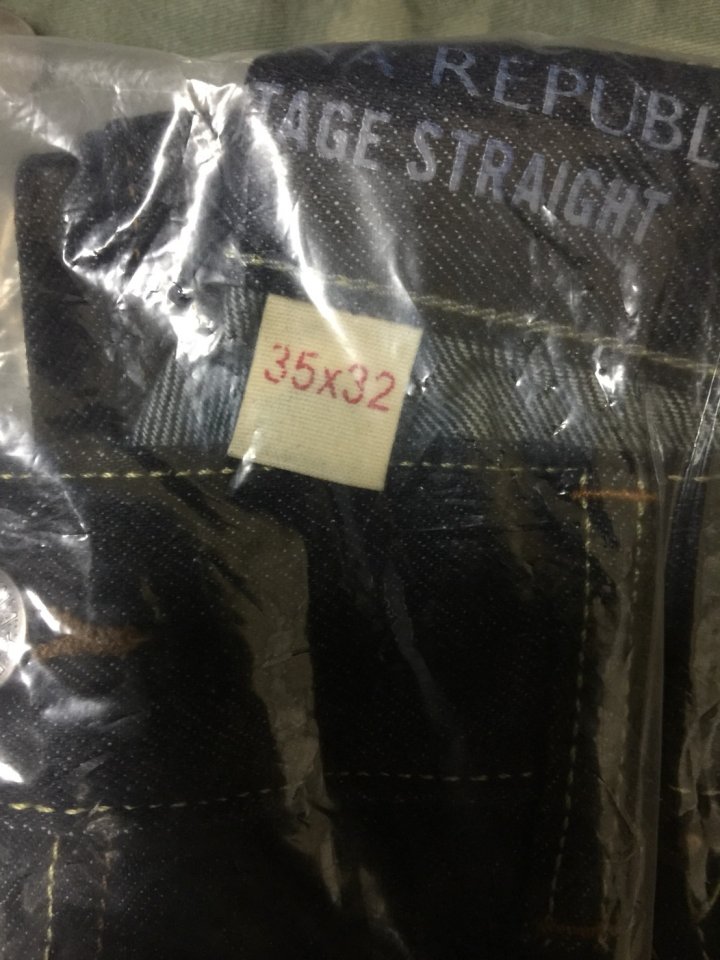 REPUBL
TAGE STRAIGHT
35x32